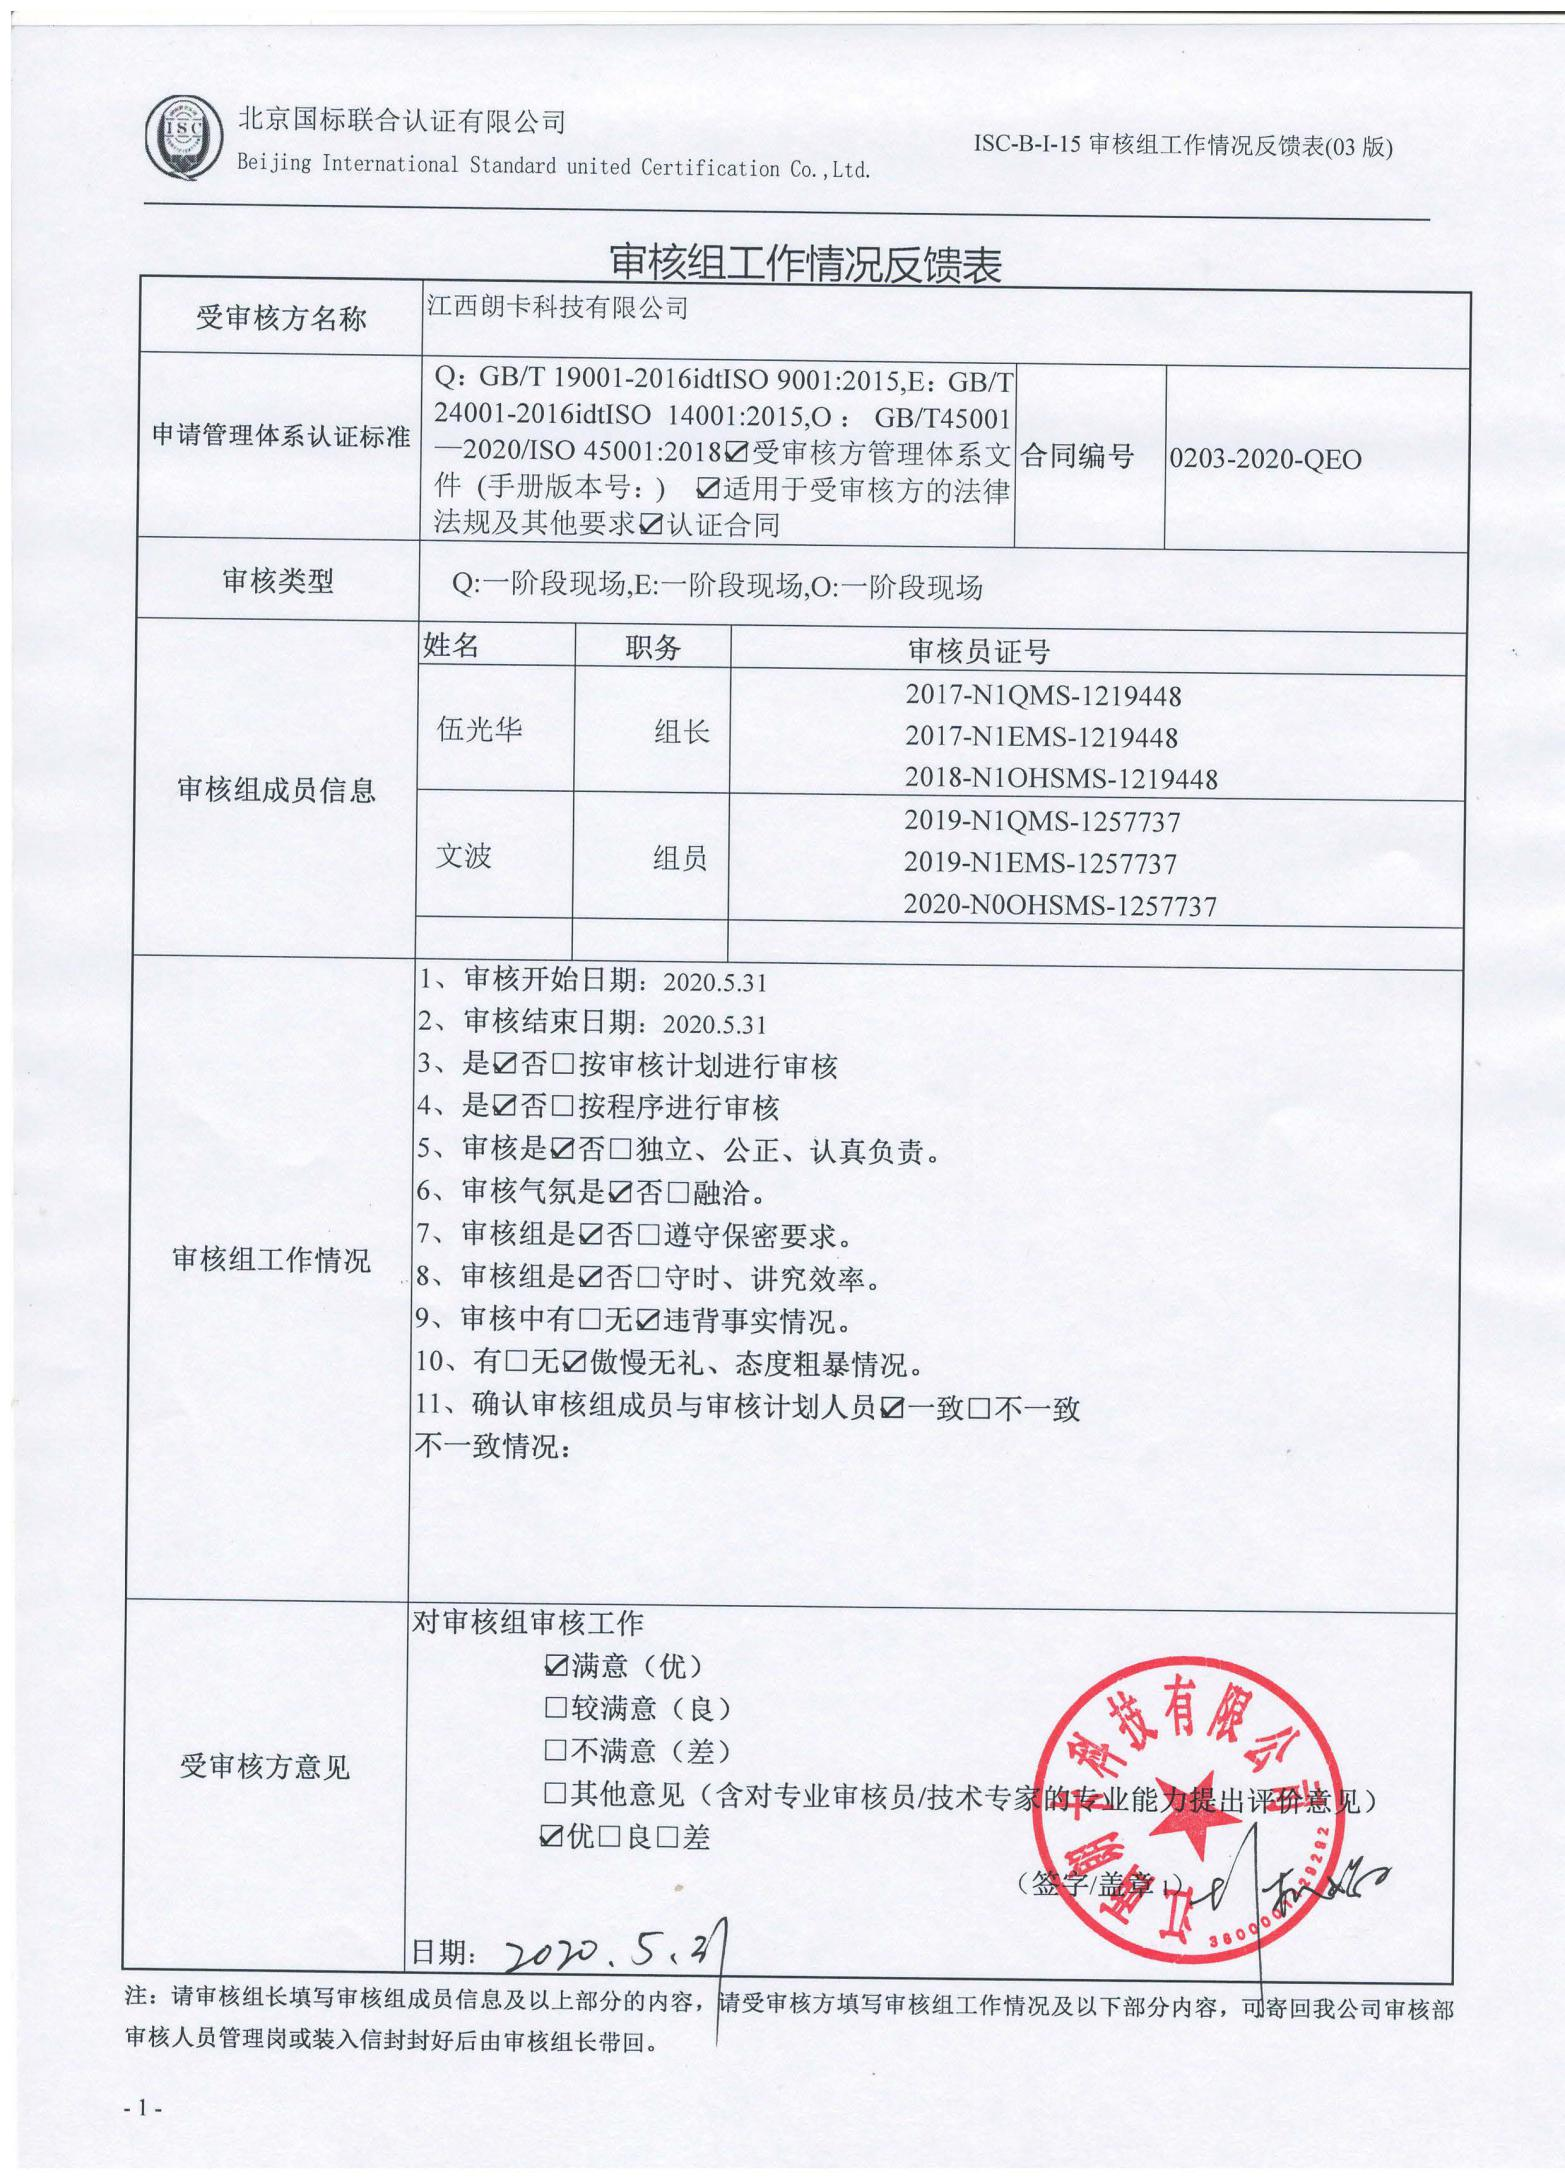 北京国标联合认证有限公司
Beijing International Standard united Certification Co.,Ltd.
ISC-B-I-15 审核组工作情况反馈表(03 版)
ISC
审核组工作情况反馈表
受审核方名称
江西朗卡科技有限公司
申请管理体系认证标准
Q：GB/T 19001-2016idtISO 9001:2015,E：GB/T
24001-2016idtISO 14001:2015,O：GB/T45001
—2020/ISO 45001:2018☑受审核方管理体系文
件 (手册版本号：) ☑适用于受审核方的法律
法规及其他要求☑认证合同
合同编号
0203-2020-QEO
审核类型
Q:一阶段现场,E:一阶段现场,O:一阶段现场
审核组成员信息
姓名 职务 审核员证号
伍光华 组长
2017-N1QMS-1219448
2017-N1EMS-1219448
2018-N1OHSMS-1219448
文波 组员
2019-N1QMS-1257737
2019-N1EMS-1257737
2020-N0OHSMS-1257737
审核组工作情况
1、审核开始日期：2020.5.31
2、审核结束日期：2020.5.31
3、是☑否□按审核计划进行审核
4、是☑否□按程序进行审核
5、审核是☑否□独立、公正、认真负责。
6、审核气氛是☑否□融洽。
7、审核组是☑否□遵守保密要求。
8、审核组是☑否□守时、讲究效率。
9、审核中有□无☑违背事实情况。
10、有□无☑傲慢无礼、态度粗暴情况。
11、确认审核组成员与审核计划人员☑一致□不一致
不一致情况：
受审核方意见
对审核组审核工作
☑满意（优）
□较满意（良）
□不满意（差）
□其他意见（含对专业审核员/技术专家的专业能力提出评价意见）
☑优□良□差
（签字/盖章）
江西朗卡科技有限公司
日期：2020.5.31
注：请审核组长填写审核组成员信息及以上部分的内容，请受审核方填写审核组工作情况及以下部分内容，可寄回我公司审核部
审核人员管理岗或装入信封封好后由审核组长带回。
- 1 -